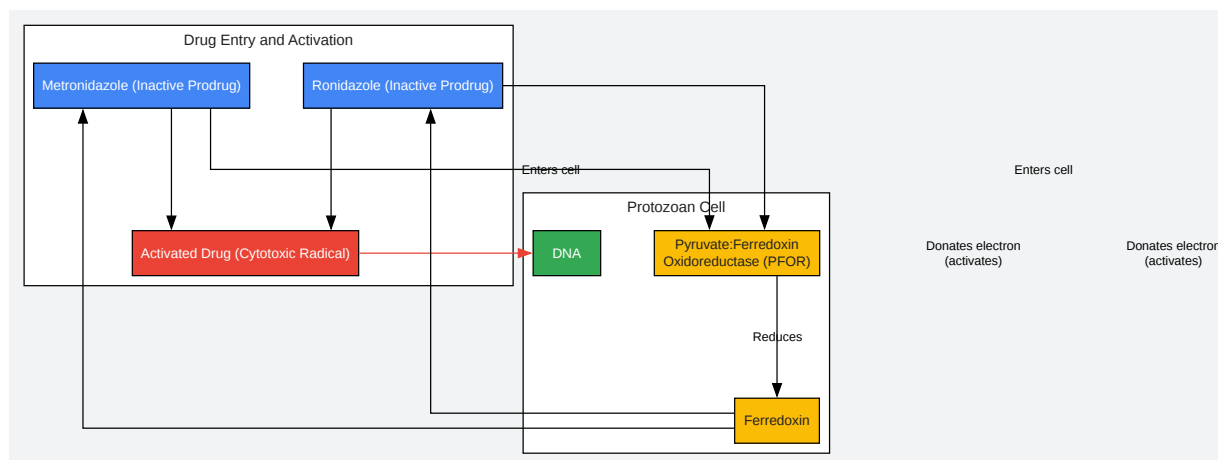 Drug Entry and Activation
Metronidazole (Inactive Prodrug)
Ronidazole (Inactive Prodrug)
Enters cell
Enters cell
Protozoan Cell
Activated Drug (Cytotoxic Radical)
DNA
Pyruvate:Ferredoxin
Oxidoreductase (PFOR)
Donates electron
(activates)
Donates electron
(activates)
Reduces
Ferredoxin